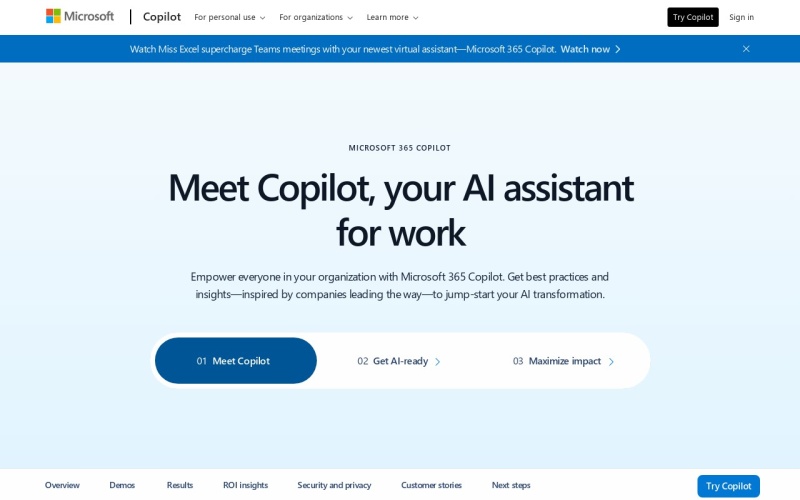 Microsoft Copilot For personal use For organizations Learn more Try Copilot Sign in
Watch Miss Excel supercharge Teams meetings with your newest virtual assistant—Microsoft 365 Copilot. Watch now
MICROSOFT 365 COPILOT
Meet Copilot, your AI assistant
for work
Empower everyone in your organization with Microsoft 365 Copilot. Get best practices and
insights—inspired by companies leading the way—to jump-start your AI transformation.
01 Meet Copilot 02 Get AI-ready 03 Maximize impact
Overview Demos Results ROI insights Security and privacy Customer stories Next steps Try Copilot